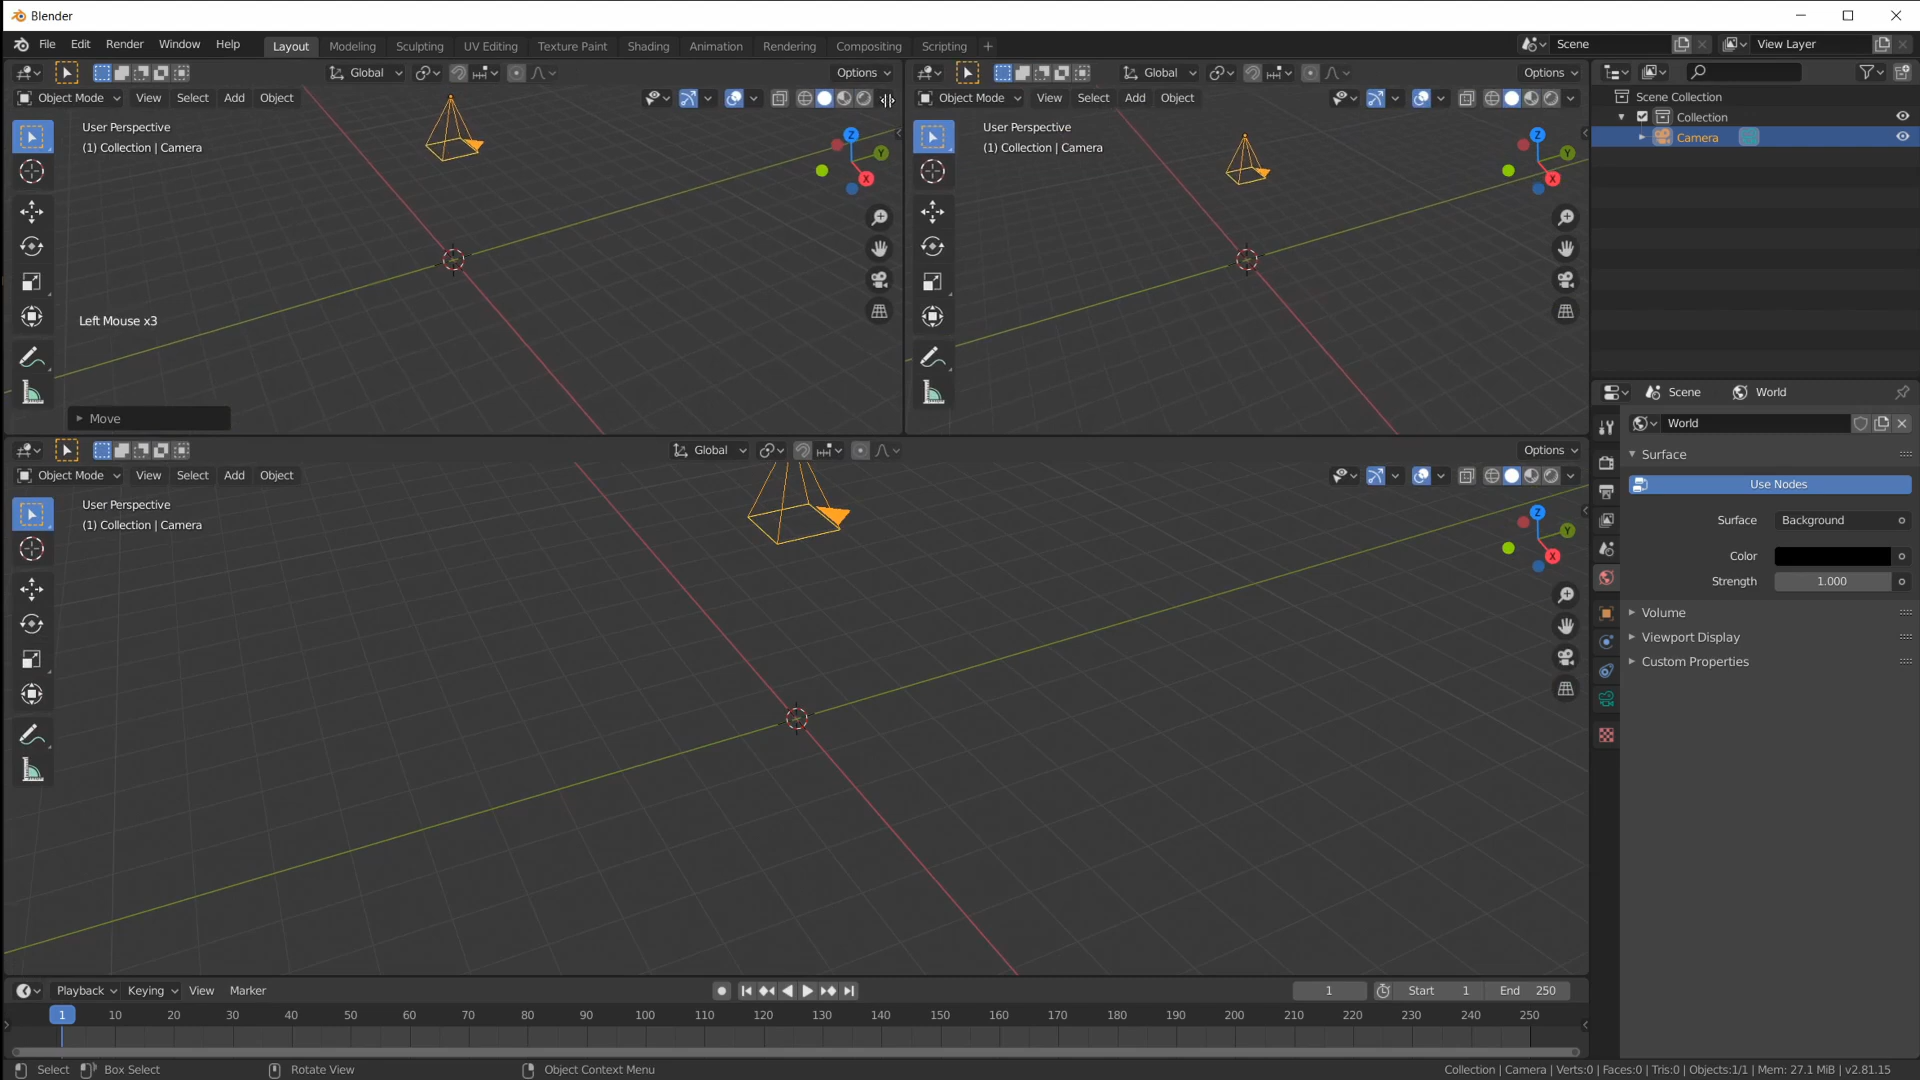 Blender
File Edit Render Window Help Layout Modeling Sculpting UV Editing Texture Paint Shading Animation Rendering Compositing Scripting + Scene View Layer
Global Options Global Options
Object Mode View Select Add Object Object Mode View Select Add Object
Scene Collection
Collection
Camera
User Perspective
(1) Collection | Camera
Z
Y
X
User Perspective
(1) Collection | Camera
Z
Y
X
Left Mouse x3
Move
Scene World
World
Surface
Use Nodes
Surface Background
Color
Strength 1.000
Volume
Viewport Display
Custom Properties
Global Options
Object Mode View Select Add Object
User Perspective
(1) Collection | Camera
Z
Y
X
Playback Keying View Marker 1 Start 1 End 250
1 10 20 30 40 50 60 70 80 90 100 110 120 130 140 150 160 170 180 190 200 210 220 230 240 250
Select Box Select Rotate View Object Context Menu Collection | Camera | Verts:0 | Faces:0 | Tris:0 | Objects:1/1 | Mem: 27.1 MiB | v2.81.15